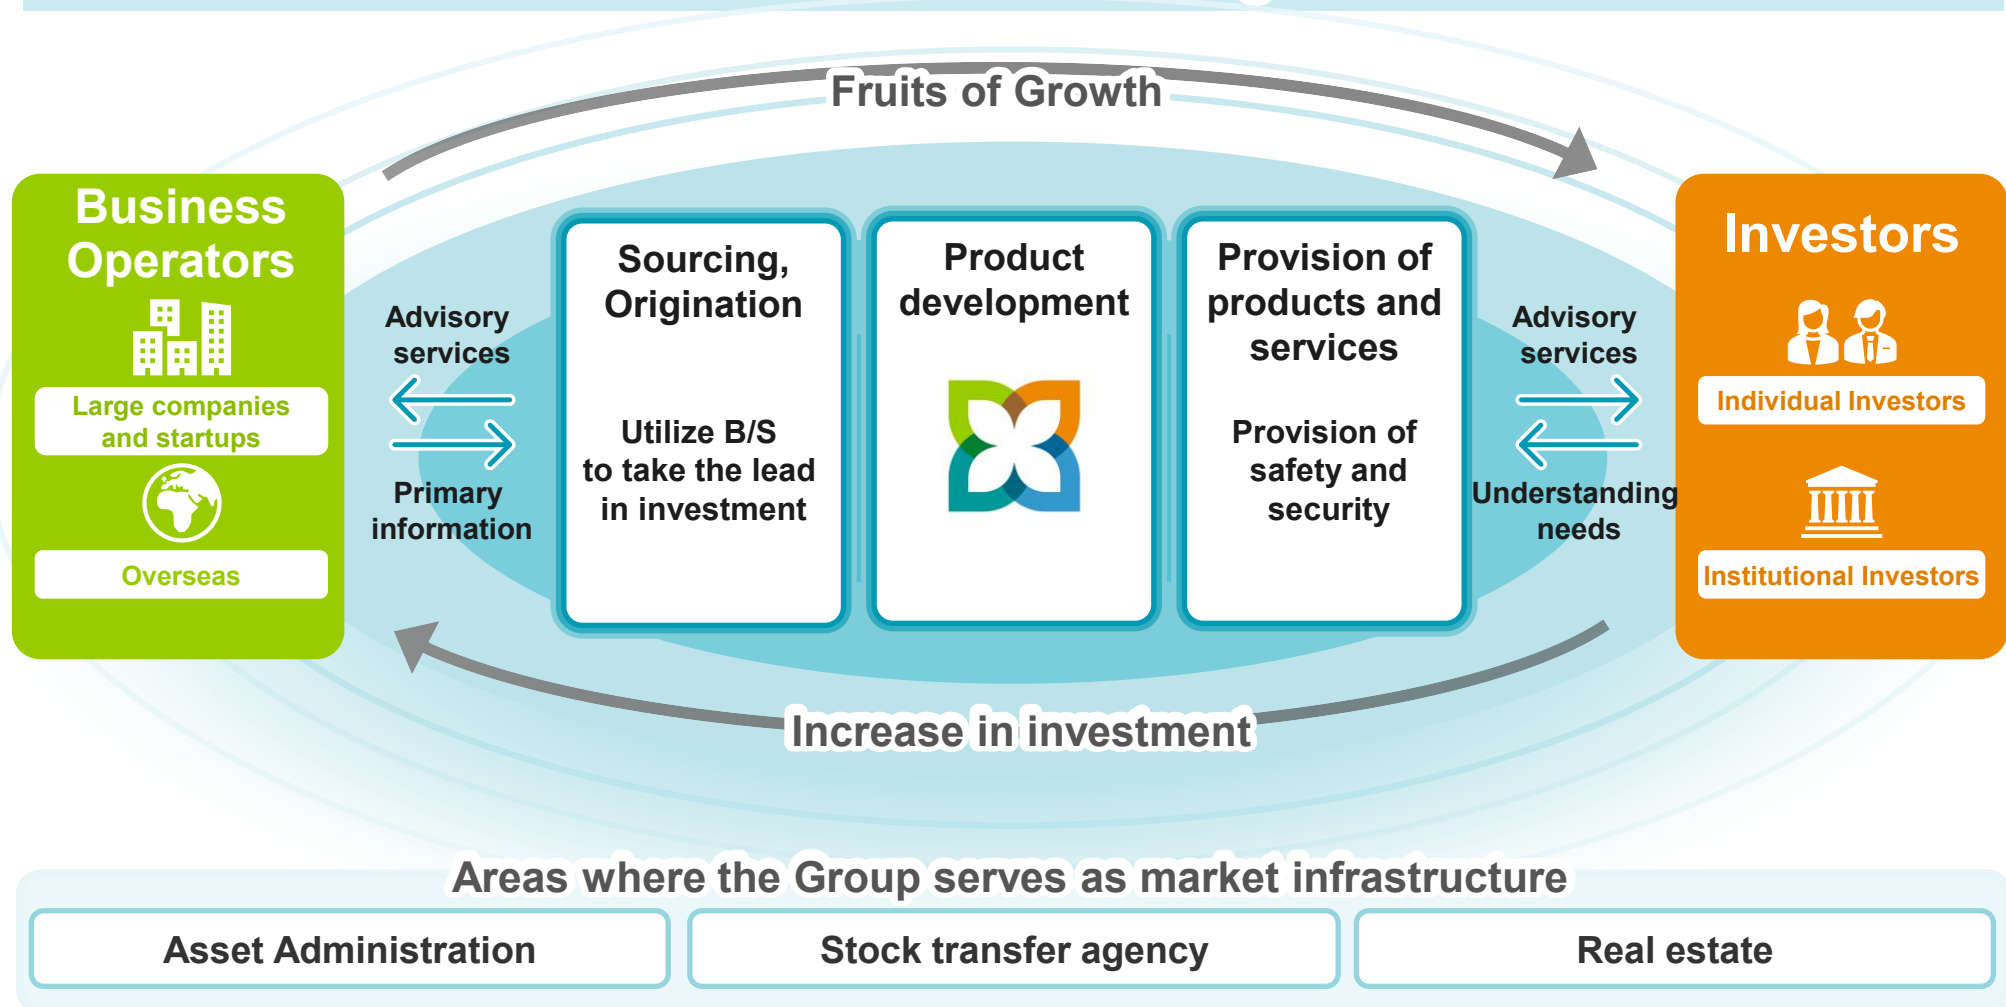 Fruits of Growth
Business
Operators
Large companies
and startups
Overseas
Advisory
services
Primary
information
Sourcing,
Origination
Utilize B/S
to take the lead
in investment
Product
development
Provision of
products and
services
Provision of
safety and
security
Advisory
services
Understanding
needs
Investors
Individual Investors
Institutional Investors
Increase in investment
Areas where the Group serves as market infrastructure
Asset Administration
Stock transfer agency
Real estate